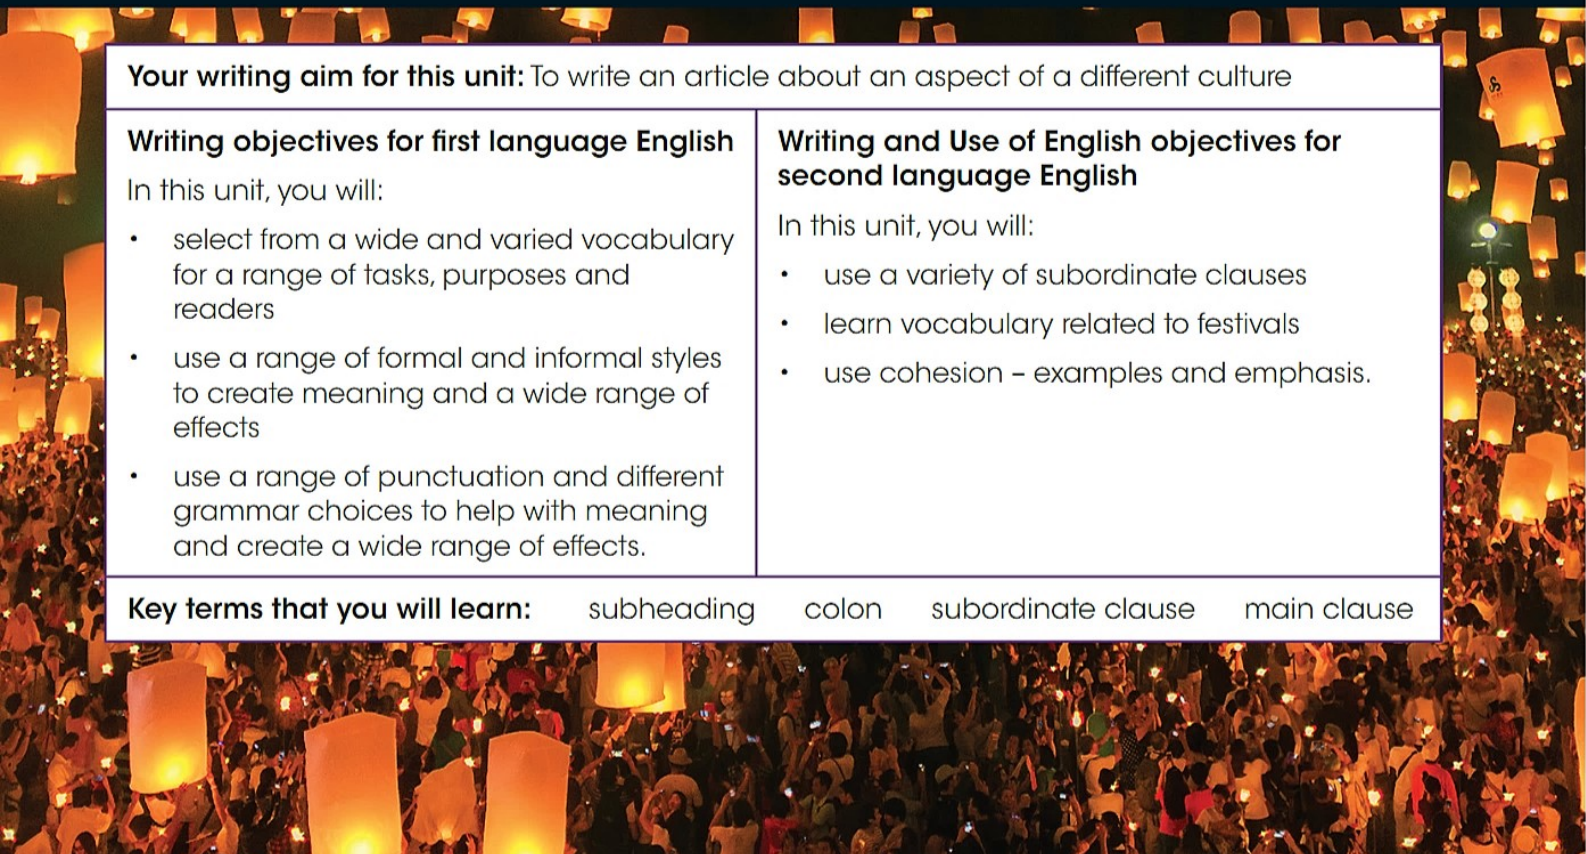 Your writing aim for this unit: To write an article about an aspect of a different culture
Writing objectives for first language English
In this unit, you will:
• select from a wide and varied vocabulary
for a range of tasks, purposes and
readers
• use a range of formal and informal styles
to create meaning and a wide range of
effects
• use a range of punctuation and different
grammar choices to help with meaning
and create a wide range of effects.
Writing and Use of English objectives for
second language English
In this unit, you will:
• use a variety of subordinate clauses
• learn vocabulary related to festivals
• use cohesion – examples and emphasis.
Key terms that you will learn: subheading colon subordinate clause main clause